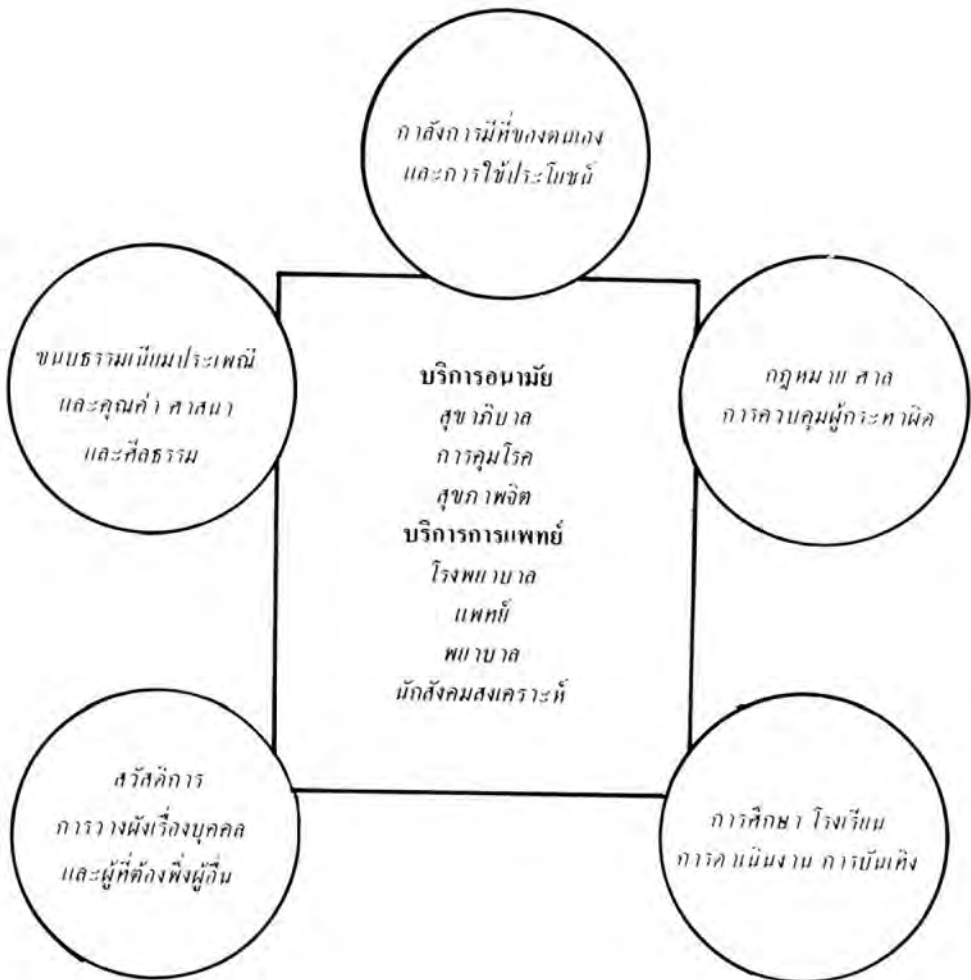 กำลังการมีที่ของตนเอง
และการใช้ประโยชน์
ขนบธรรมเนียมประเพณี
และคุณค่า ศาสนา
และศีลธรรม
กฎหมาย ศาล
การควบคุมผู้กระทำผิด
บริการอนามัย
สุขาภิบาล
การคุมโรค
สุขภาพจิต
บริการการแพทย์
โรงพยาบาล
แพทย์
พยาบาล
นักสังคมสงเคราะห์
สวัสดิการ
การวางผังเรื่องบุคคล
และผู้ที่ต้องพึ่งผู้อื่น
การศึกษา โรงเรียน
การดำเนินงาน การบันเทิง